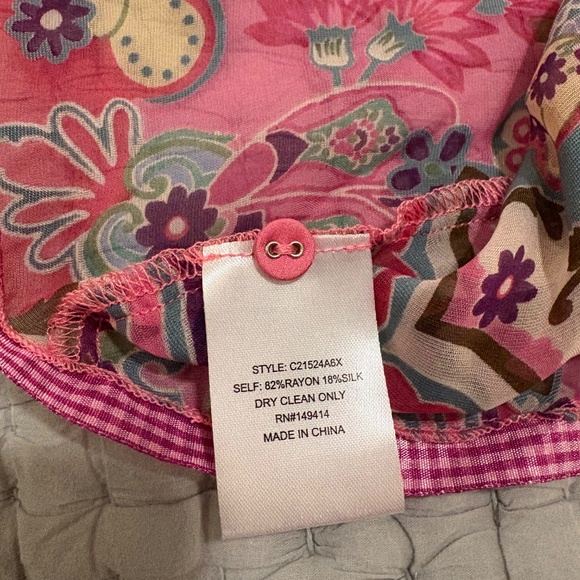 STYLE: C21524A6X
SELF: 82%RAYON 18%SILK
DRY CLEAN ONLY
RN#149414
MADE IN CHINA